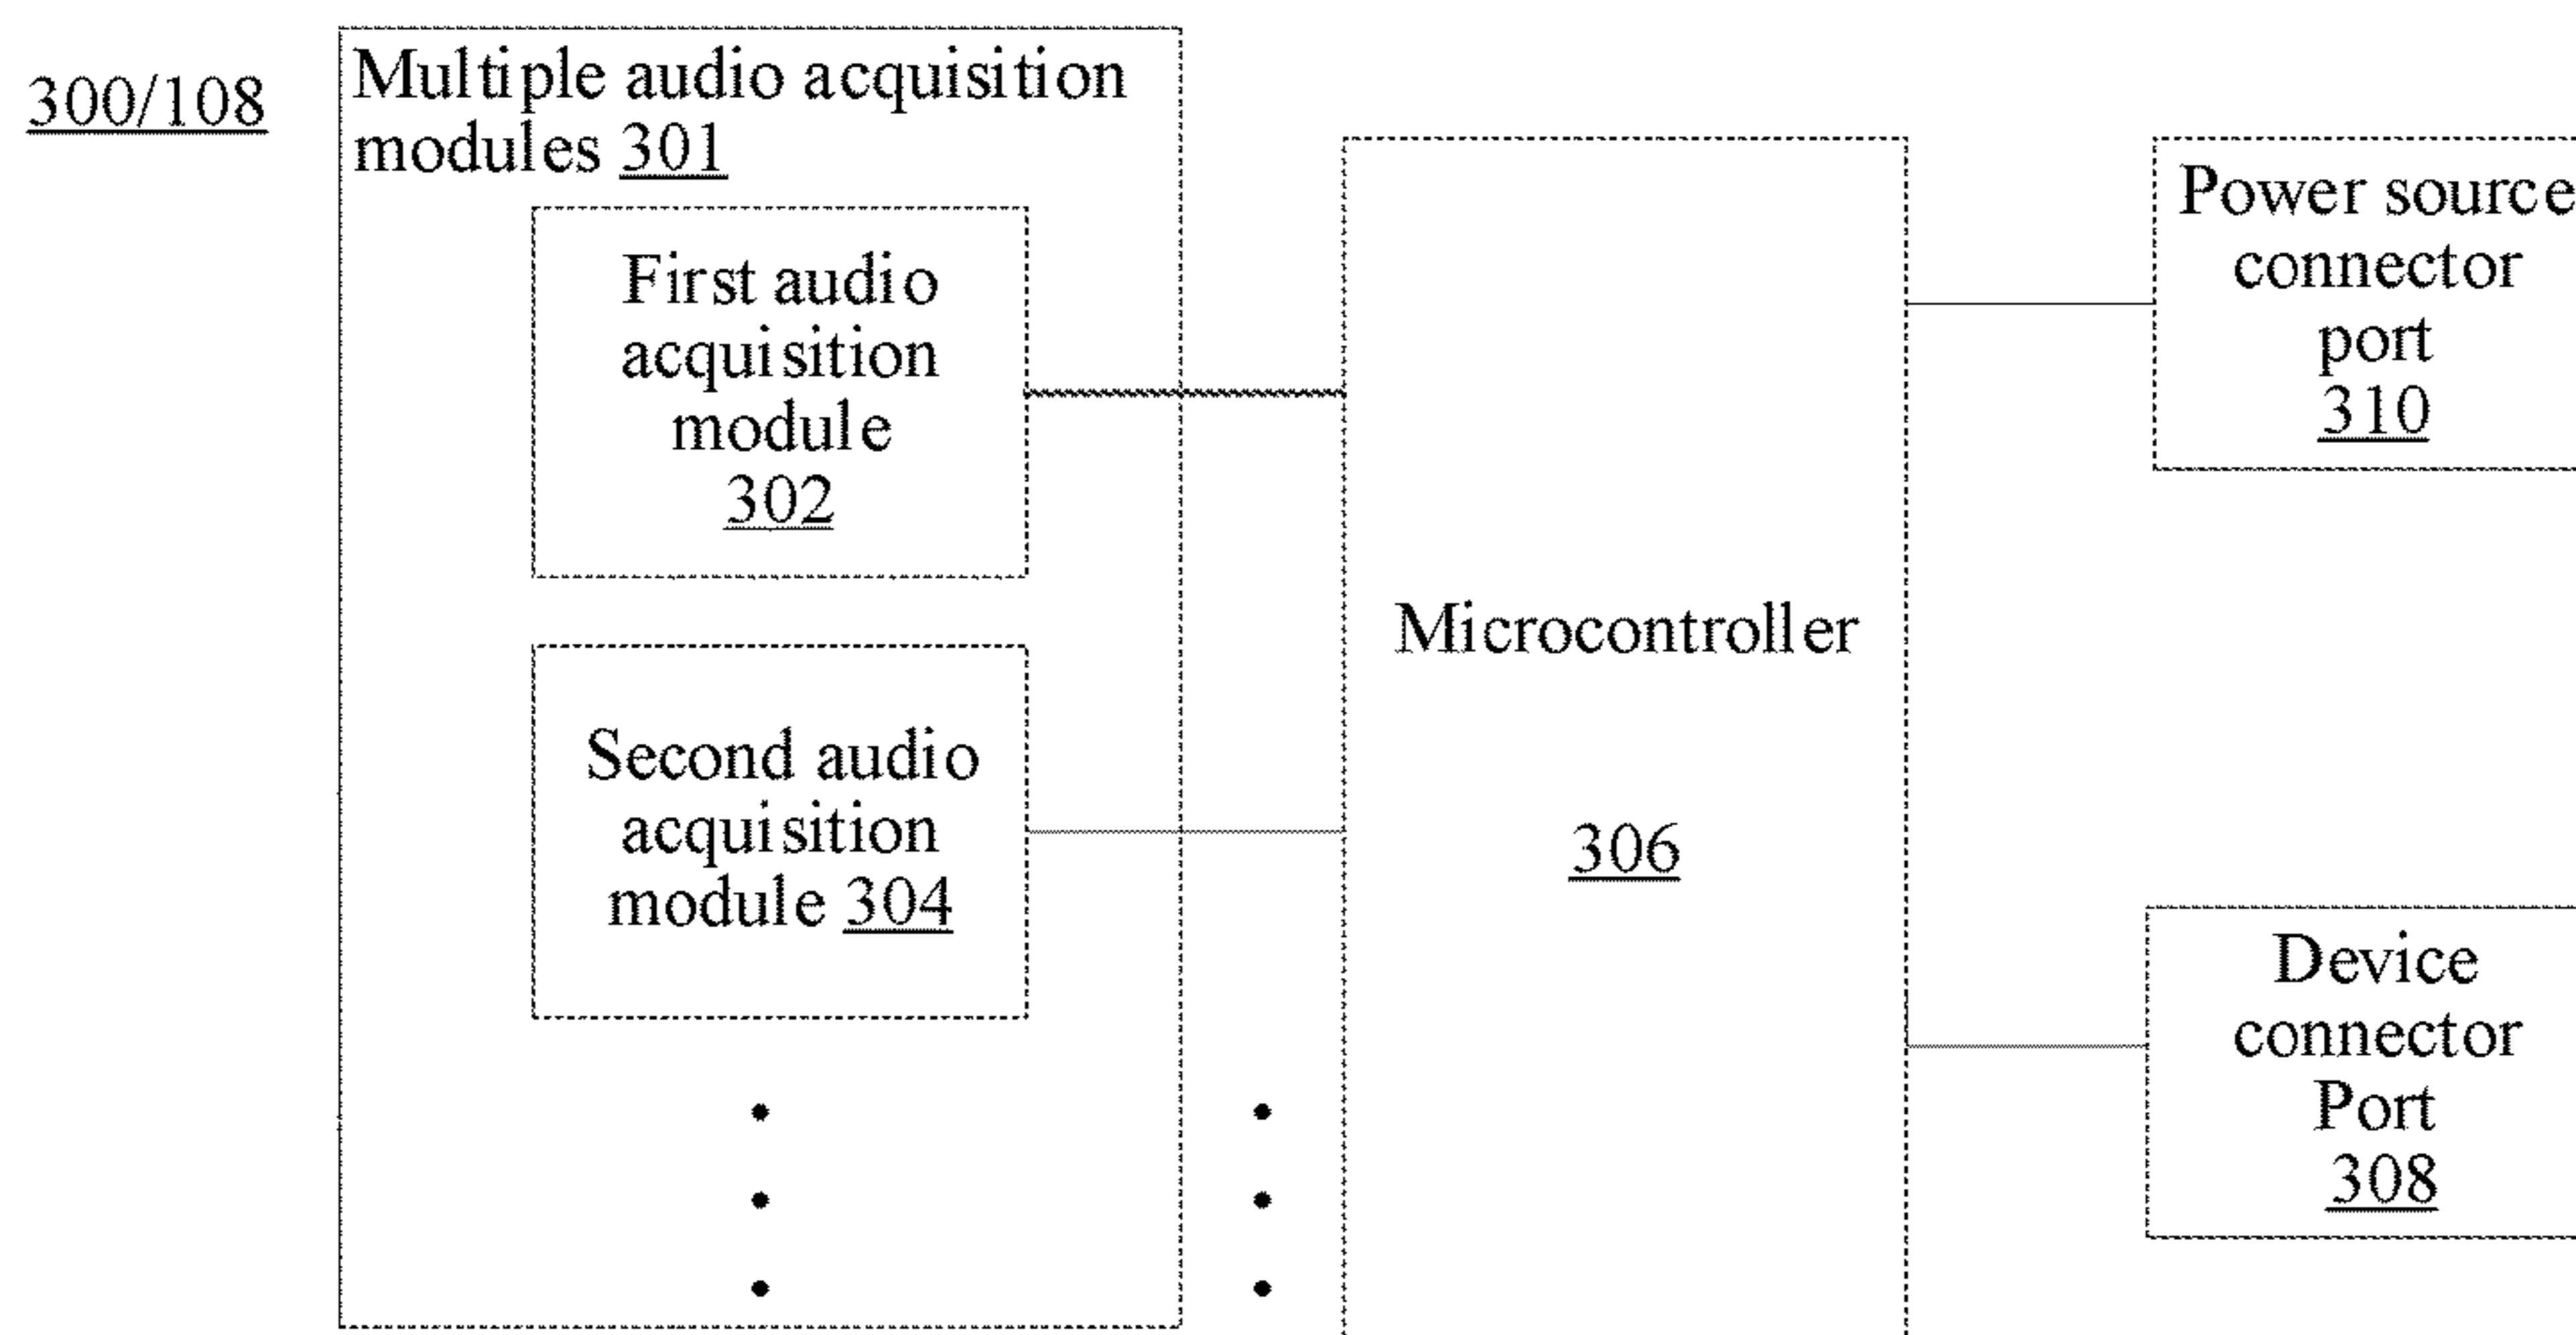 300/108
Multiple audio acquisition
modules 301
First audio
acquisition
module
302
Second audio
acquisition
module 304
Microcontroller
306
Power source
connector
port
310
Device
connector
Port
308